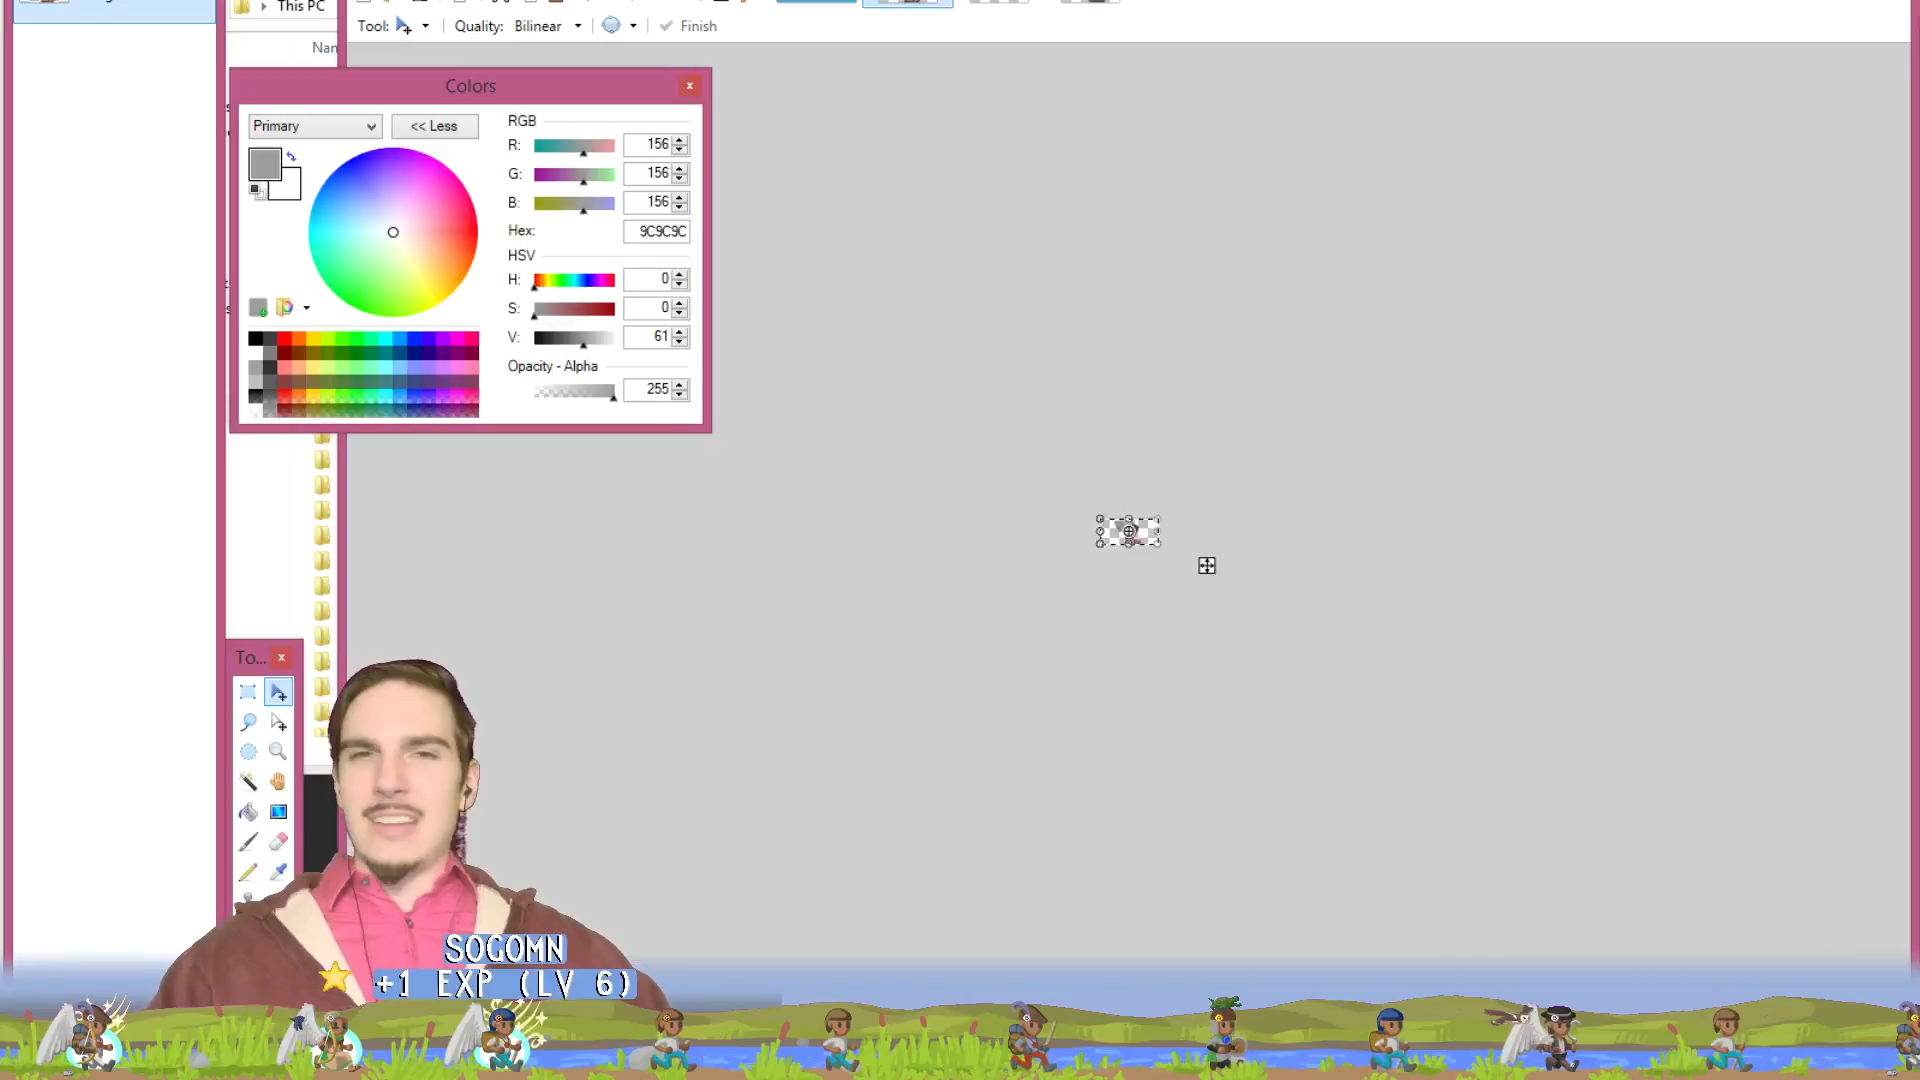 This PC
Tool:
Quality: Bilinear
Finish
Colors
Primary
<< Less
RGB
R: 156
G: 156
B: 156
Hex: 9C9C9C
HSV
H: 0
S: 0
V: 61
Opacity - Alpha
255
To...
SOGOMN
+1 EXP (LV 6)